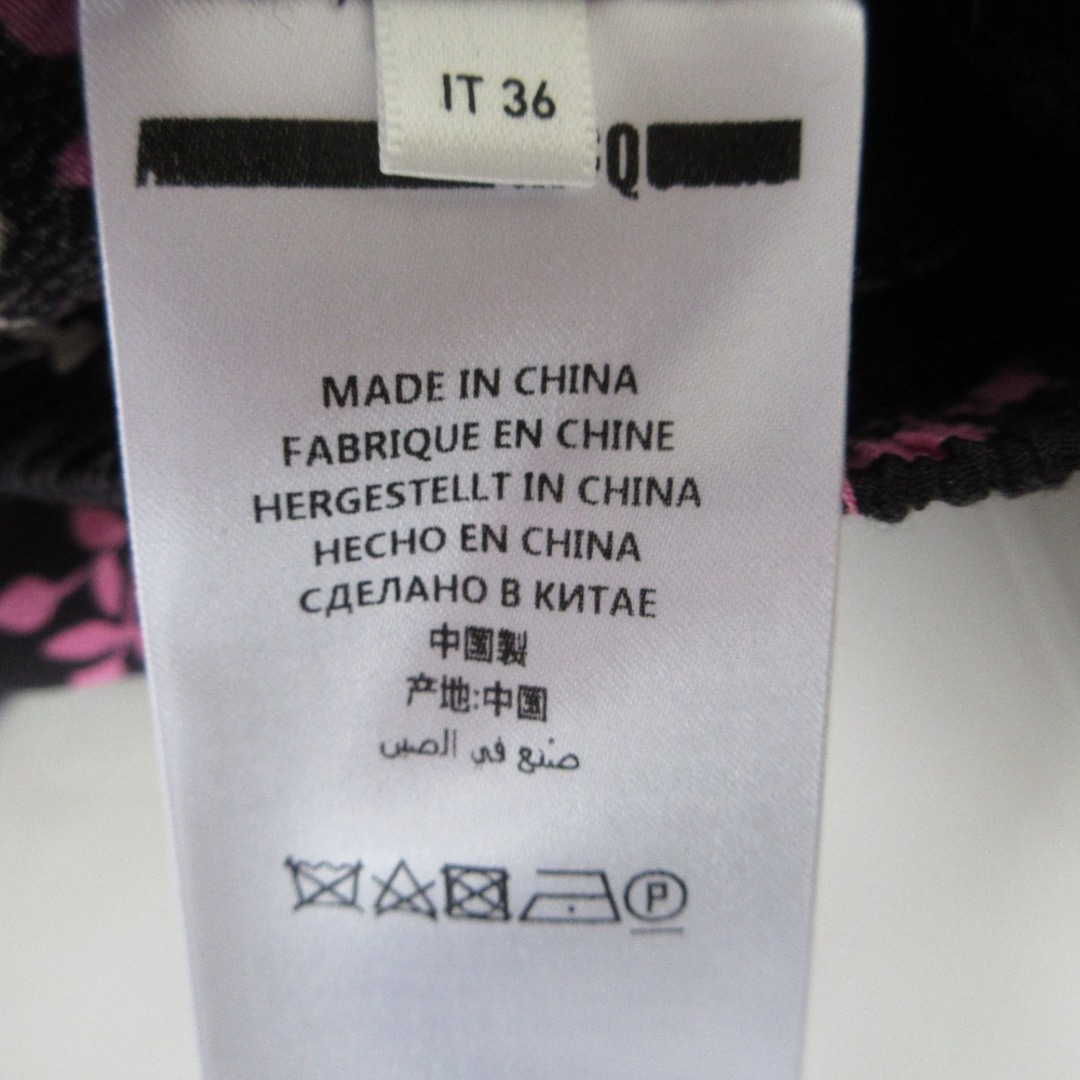 IT 36
Q
MADE IN CHINA
FABRIQUE EN CHINE
HERGESTELLT IN CHINA
HECHO EN CHINA
СДЕЛАНО В КИТАЕ
中國製
产地:中國
صنع في الصين
P